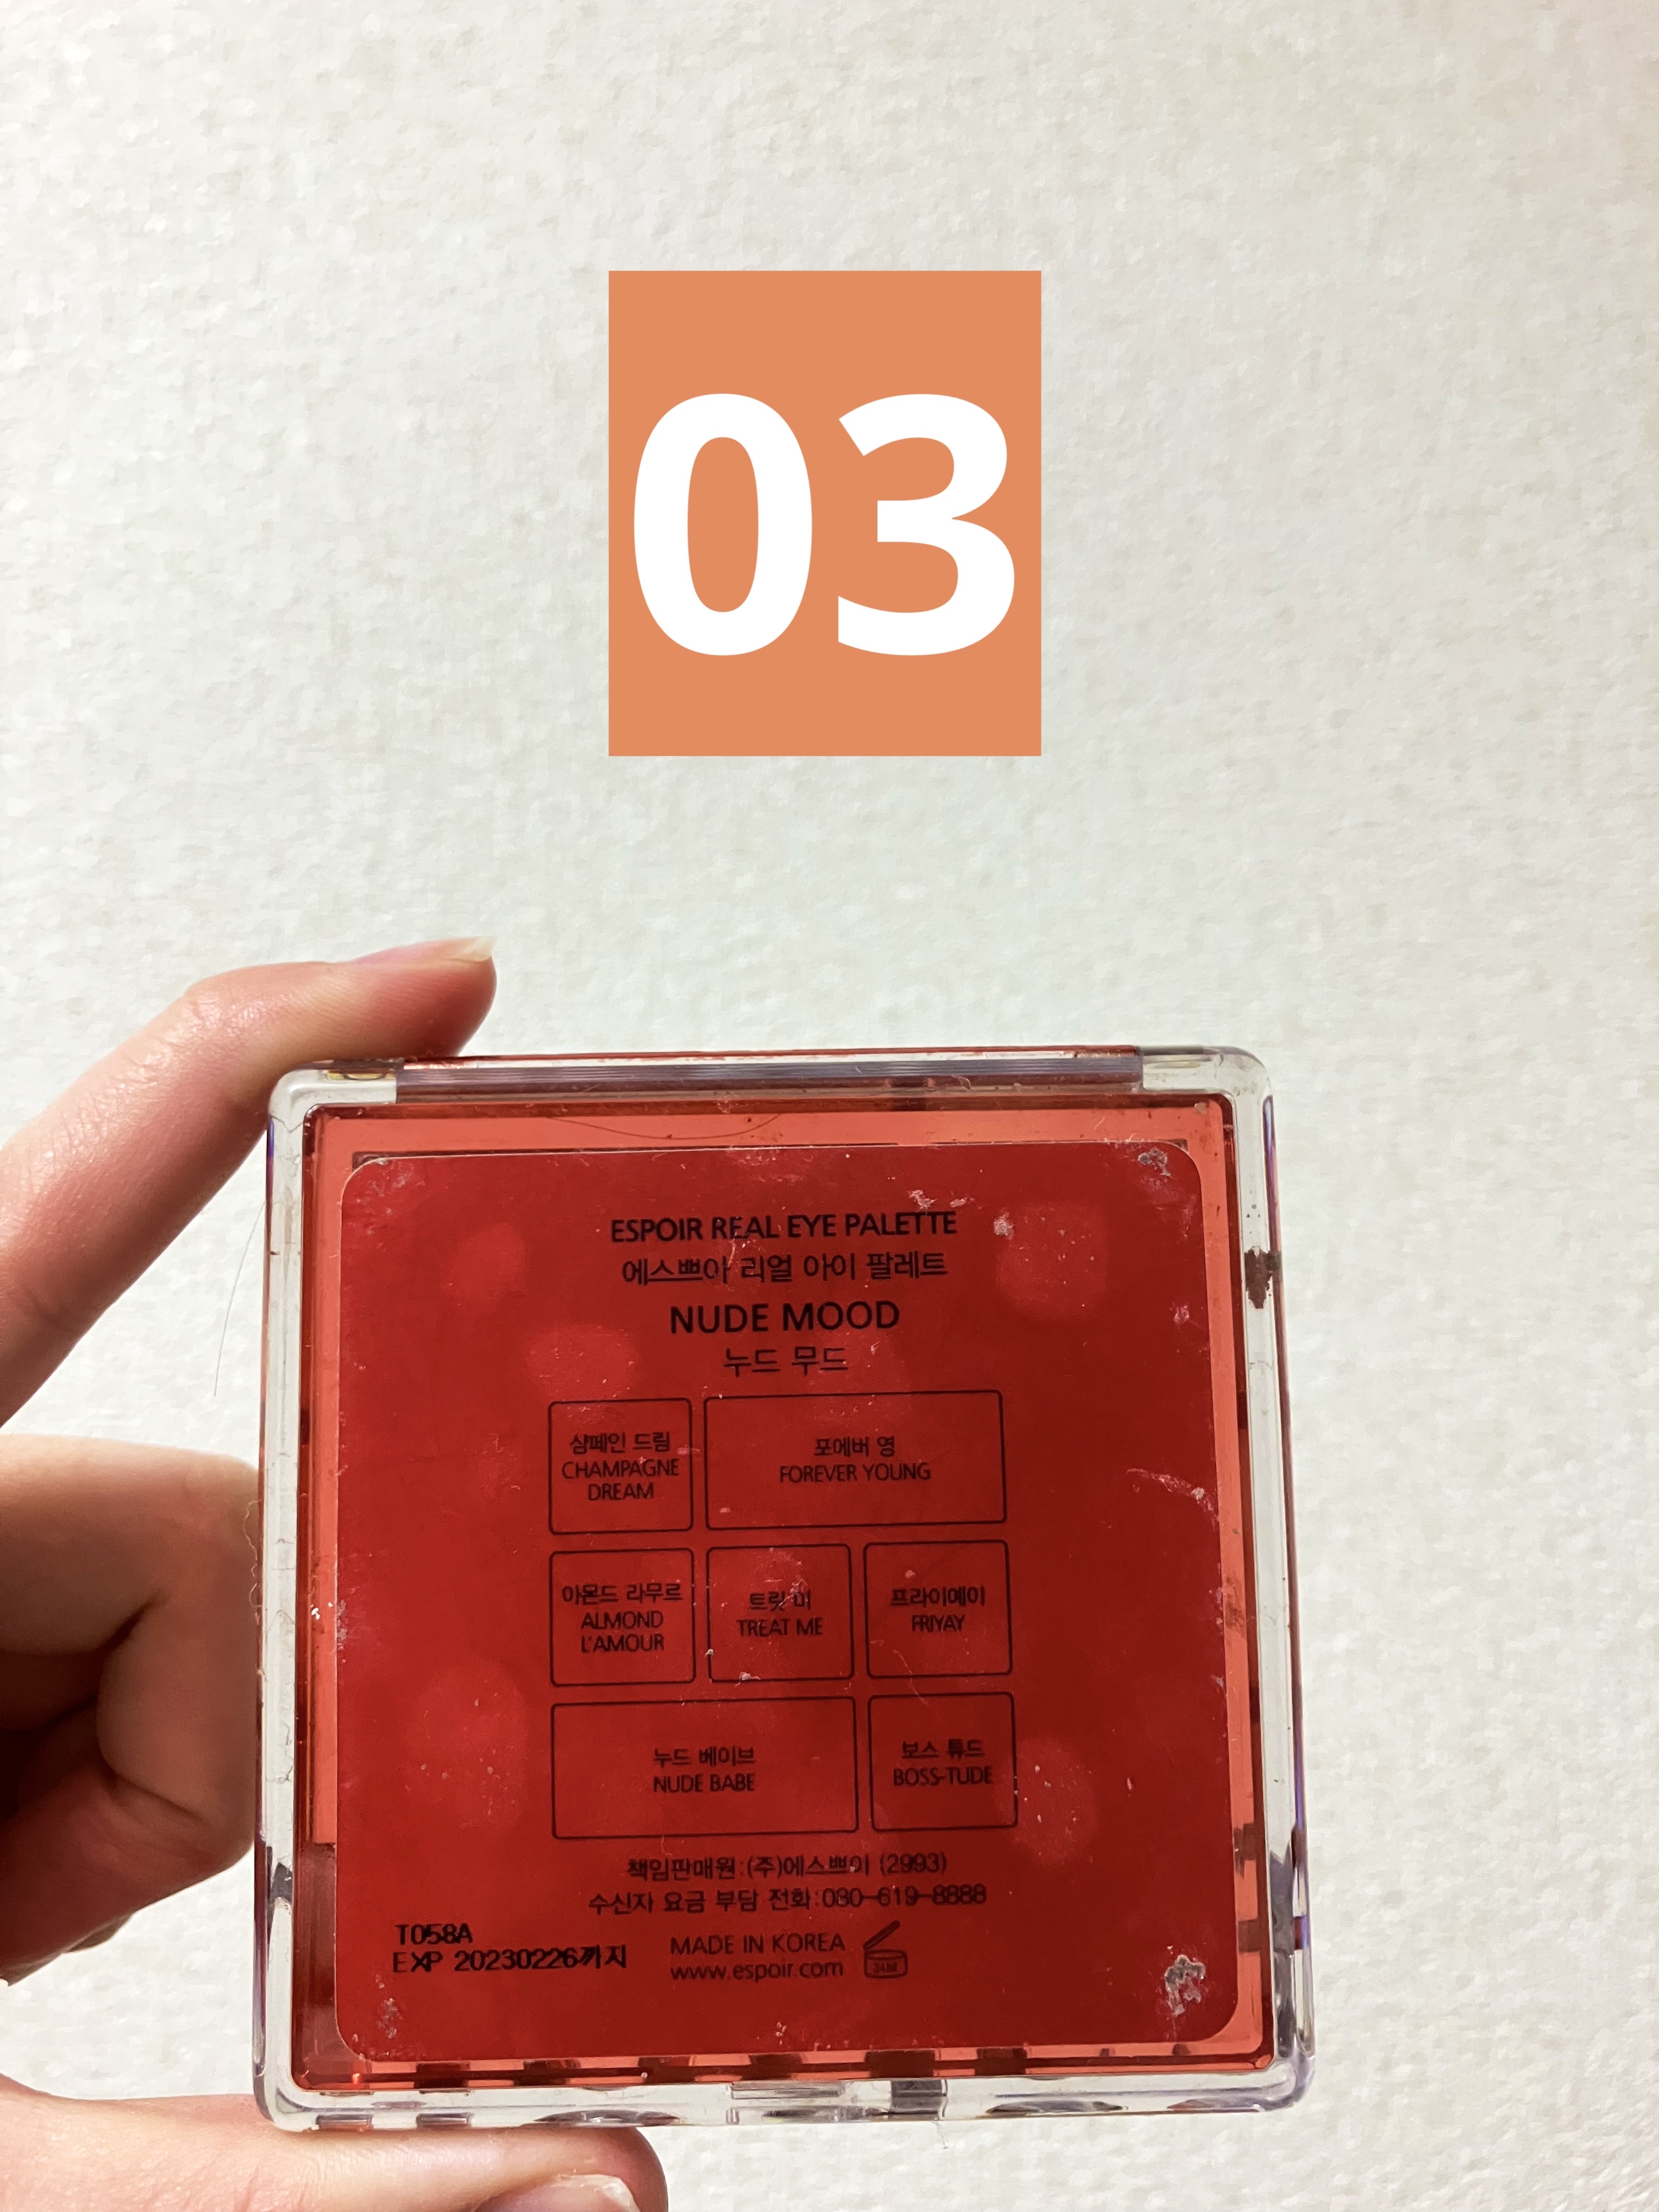 03
ESPOIR REAL EYE PALETTE
에스쁘아 리얼 아이 팔레트
NUDE MOOD
누드 무드
샴페인 드림
CHAMPAGNE
DREAM
포에버 영
FOREVER YOUNG
아몬드 라무르
ALMOND
L'AMOUR
트릿 미
TREAT ME
프라이예이
FRIYAY
누드 베이브
NUDE BABE
보스 튜드
BOSS-TUDE
책임판매원:(주)에스쁘아 (2993)
수신자 요금 부담 전화:080-619-8888
T058A
EXP 20230226까지
MADE IN KOREA
www.espoir.com